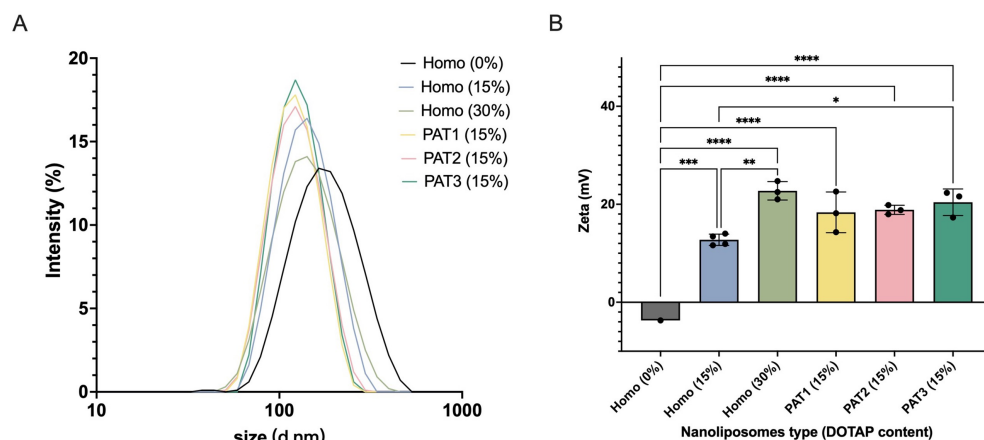 A
B
20
15
10
5
0
10
100
1000
Intensity (%)
size (d.nm)
Homo (0%)
Homo (15%)
Homo (30%)
PAT1 (15%)
PAT2 (15%)
PAT3 (15%)
****
****
*
****
****
***
**
40
20
0
Zeta (mV)
Homo (0%)
Homo (15%)
Homo (30%)
PAT1 (15%)
PAT2 (15%)
PAT3 (15%)
Nanoliposomes type (DOTAP content)